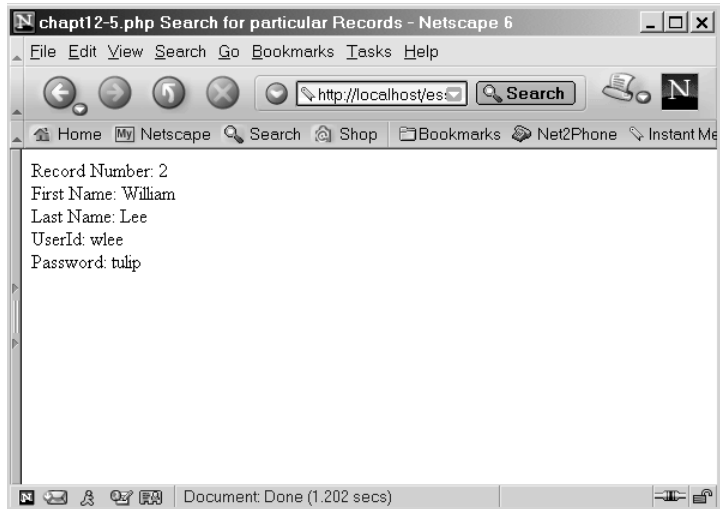 N chapt12-5.php Search for particular Records - Netscape 6
File Edit View Search Go Bookmarks Tasks Help
http://localhost/es Search N
Home My Netscape Search Shop Bookmarks Net2Phone Instant Me
Record Number: 2
First Name: William
Last Name: Lee
UserId: wlee
Password: tulip
N Document: Done (1.202 secs)